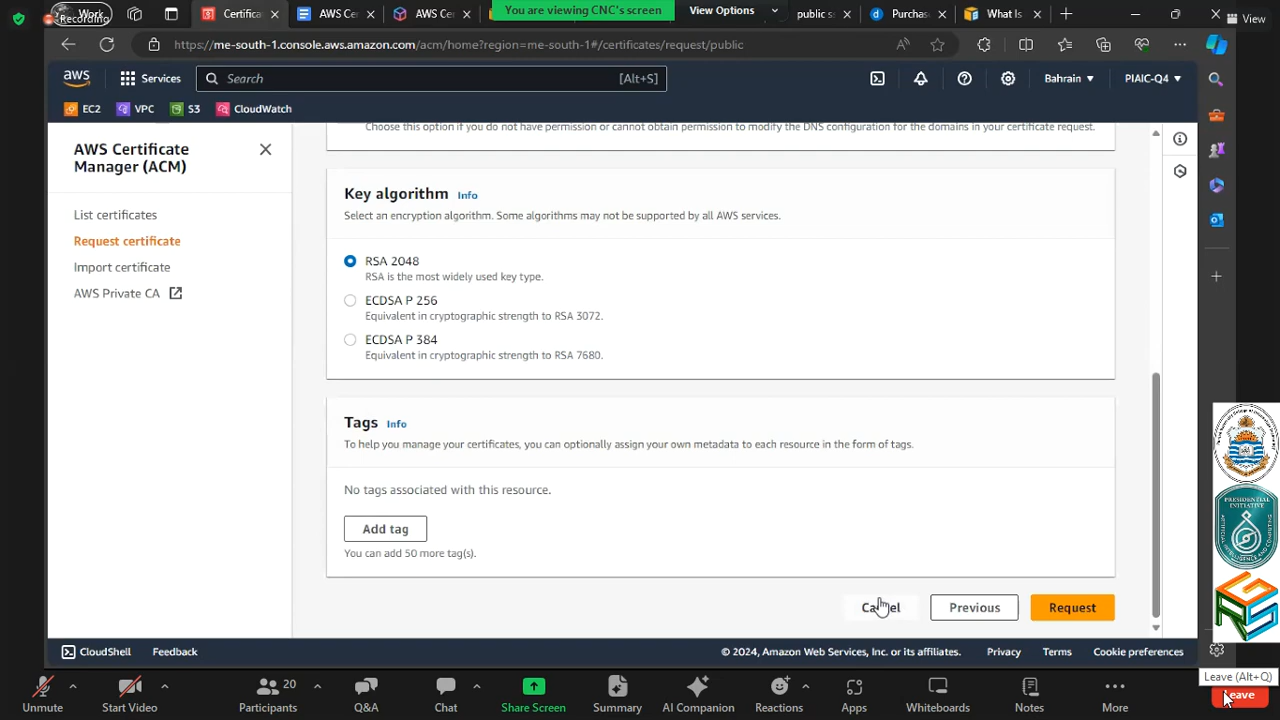 Work
Recording
Certifica
AWS Ce
AWS Cer
You are viewing CNC's screen
View Options
public s
Purchas
What Is
View
https://me-south-1.console.aws.amazon.com/acm/home?region=me-south-1#/certificates/request/public
aws
Services
Search
[Alt+S]
Bahrain
PIAIC-Q4
EC2
VPC
S3
CloudWatch
AWS Certificate
Manager (ACM)
List certificates
Request certificate
Import certificate
AWS Private CA
Choose this option if you do not have permission or cannot obtain permission to modify the DNS configuration for the domains in your certificate request.
Key algorithm Info
Select an encryption algorithm. Some algorithms may not be supported by all AWS services.
RSA 2048
RSA is the most widely used key type.
ECDSA P 256
Equivalent in cryptographic strength to RSA 3072.
ECDSA P 384
Equivalent in cryptographic strength to RSA 7680.
Tags Info
To help you manage your certificates, you can optionally assign your own metadata to each resource in the form of tags.
No tags associated with this resource.
Add tag
You can add 50 more tag(s).
Cancel
Previous
Request
CloudShell
Feedback
© 2024, Amazon Web Services, Inc. or its affiliates.
Privacy
Terms
Cookie preferences
PRESIDENTIAL
INITIATIVE
Leave (Alt+Q)
Unmute
Start Video
20
Participants
Q&A
Chat
Share Screen
Summary
AI Companion
Reactions
Apps
Whiteboards
Notes
More
Leave